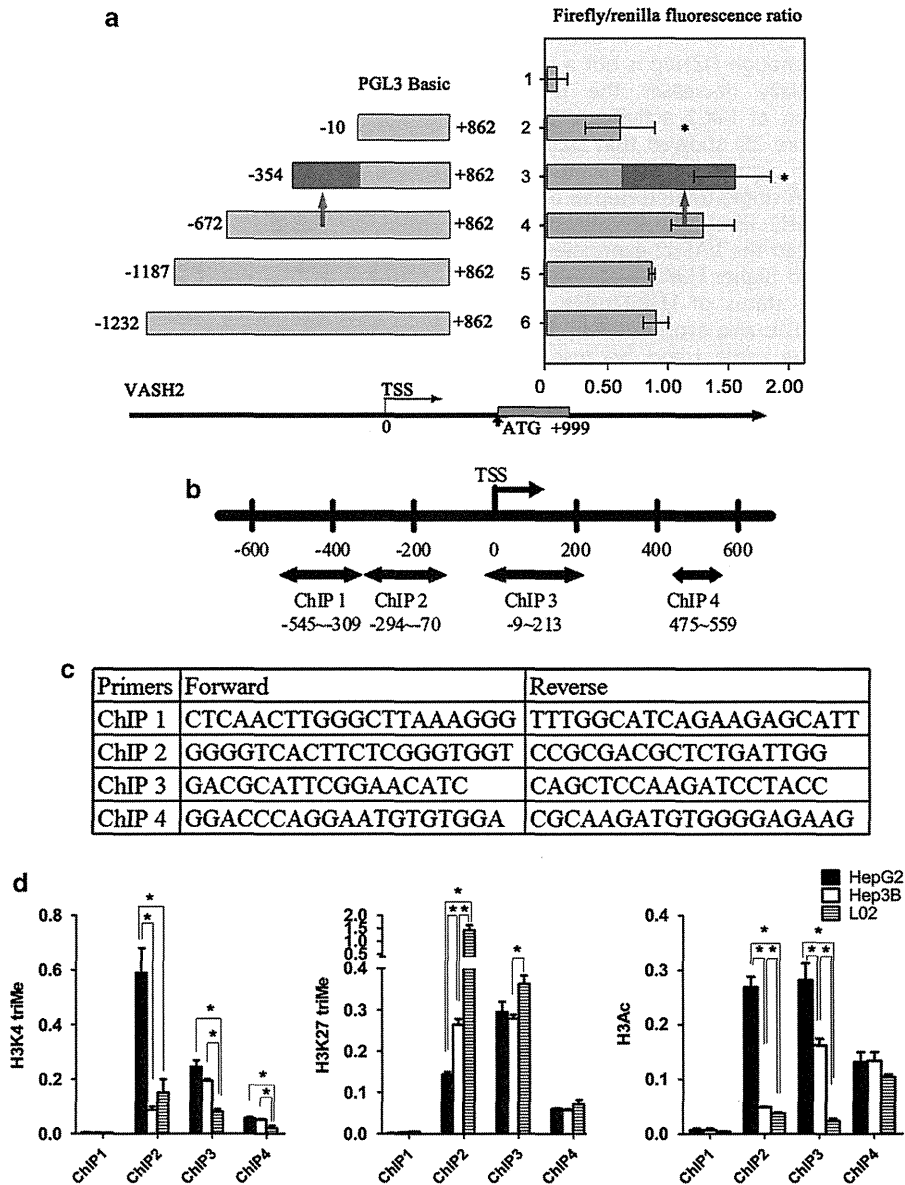 a
Firefly/renilla fluorescence ratio
PGL3 Basic
1
-10 +862 2 *
-354 +862 3 *
-672 +862 4
-1187 +862 5
-1232 +862 6
0 0.50 1.00 1.50 2.00
VASH2 TSS
0 ATG +999
b
TSS
-600 -400 -200 0 200 400 600
ChIP 1 ChIP 2 ChIP 3 ChIP 4
-545~-309 -294~-70 -9~213 475~559
c
Primers Forward Reverse
ChIP 1 CTCAACTTGGGCTTAAAGGG TTTGGCATCAGAAGAGCATT
ChIP 2 GGGGTCACTTCTCGGGTGGT CCGCGACGCTCTGATTGG
ChIP 3 GACGCATTCGGAACATC CAGCTCCAAGATCCTACC
ChIP 4 GGACCCAGGAATGTGTGGA CGCAAGATGTGGGGAGAAG
d
HepG2
Hep3B
L02
H3K4 triMe
0.8
0.6
0.4
0.2
0.0
* * * * * *
ChIP1 ChIP2 ChIP3 ChIP4
H3K27 triMe
2.0
1.5
1.0
0.5
0.4
0.3
0.2
0.1
0.0
* * * *
ChIP1 ChIP2 ChIP3 ChIP4
H3Ac
0.4
0.3
0.2
0.1
0.0
* * * * * *
ChIP1 ChIP2 ChIP3 ChIP4